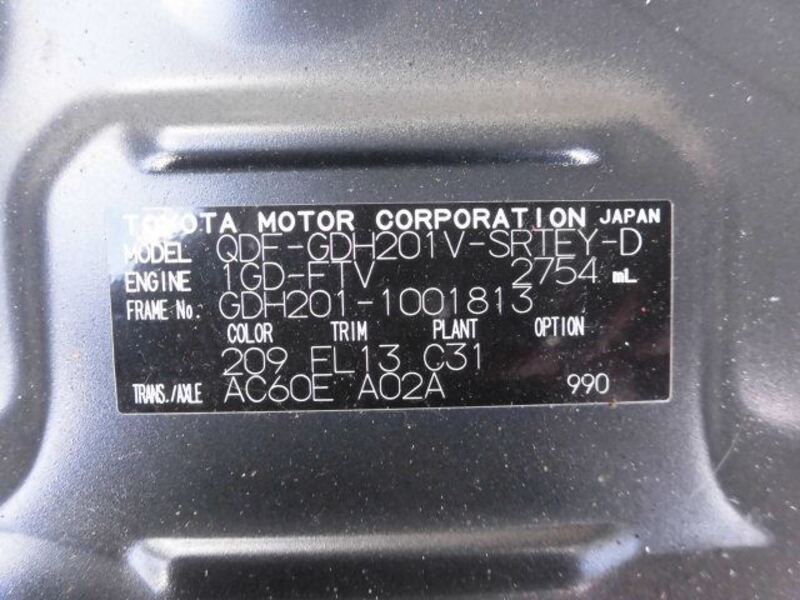 TOYOTA MOTOR CORPORATION JAPAN
MODEL QDF-GDH201V-SRTEY-D
ENGINE 1GD-FTV 2754 mL
FRAME No. GDH201-1001813
COLOR TRIM PLANT OPTION
209 FL13 C31
TRANS./AXLE AC60E A02A 990